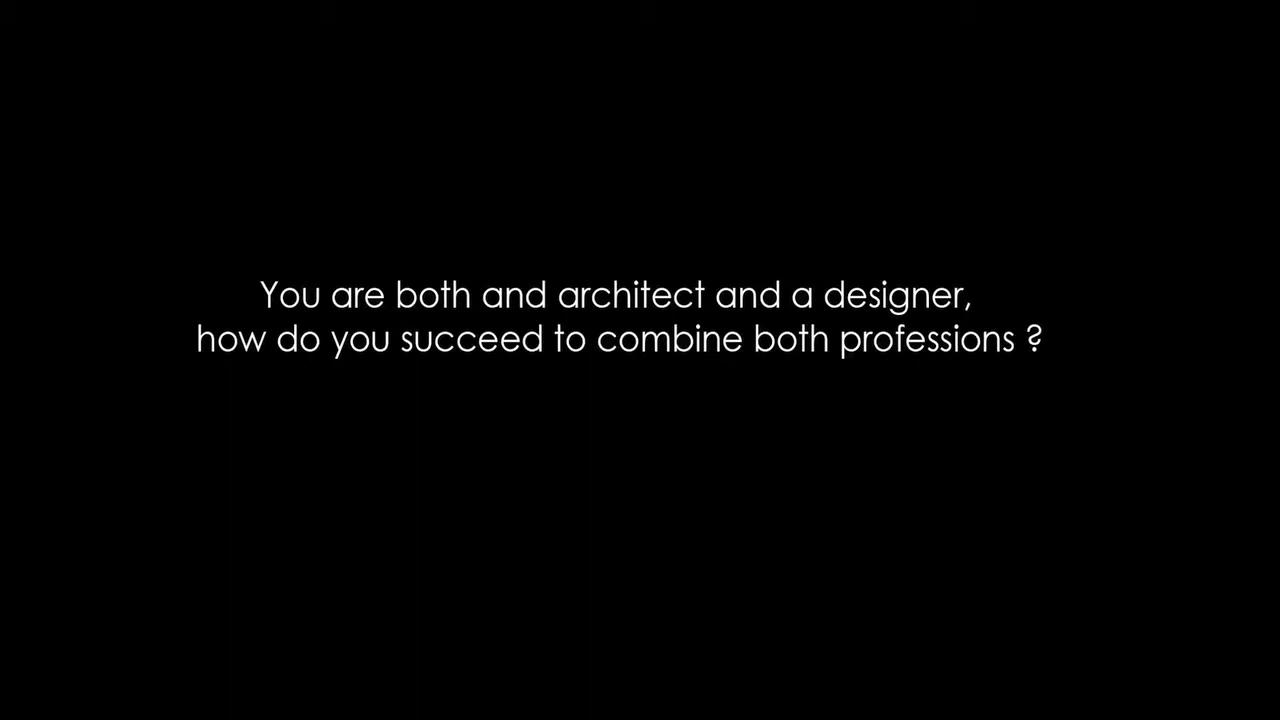 You are both and architect and a designer,
how do you succeed to combine both professions ?